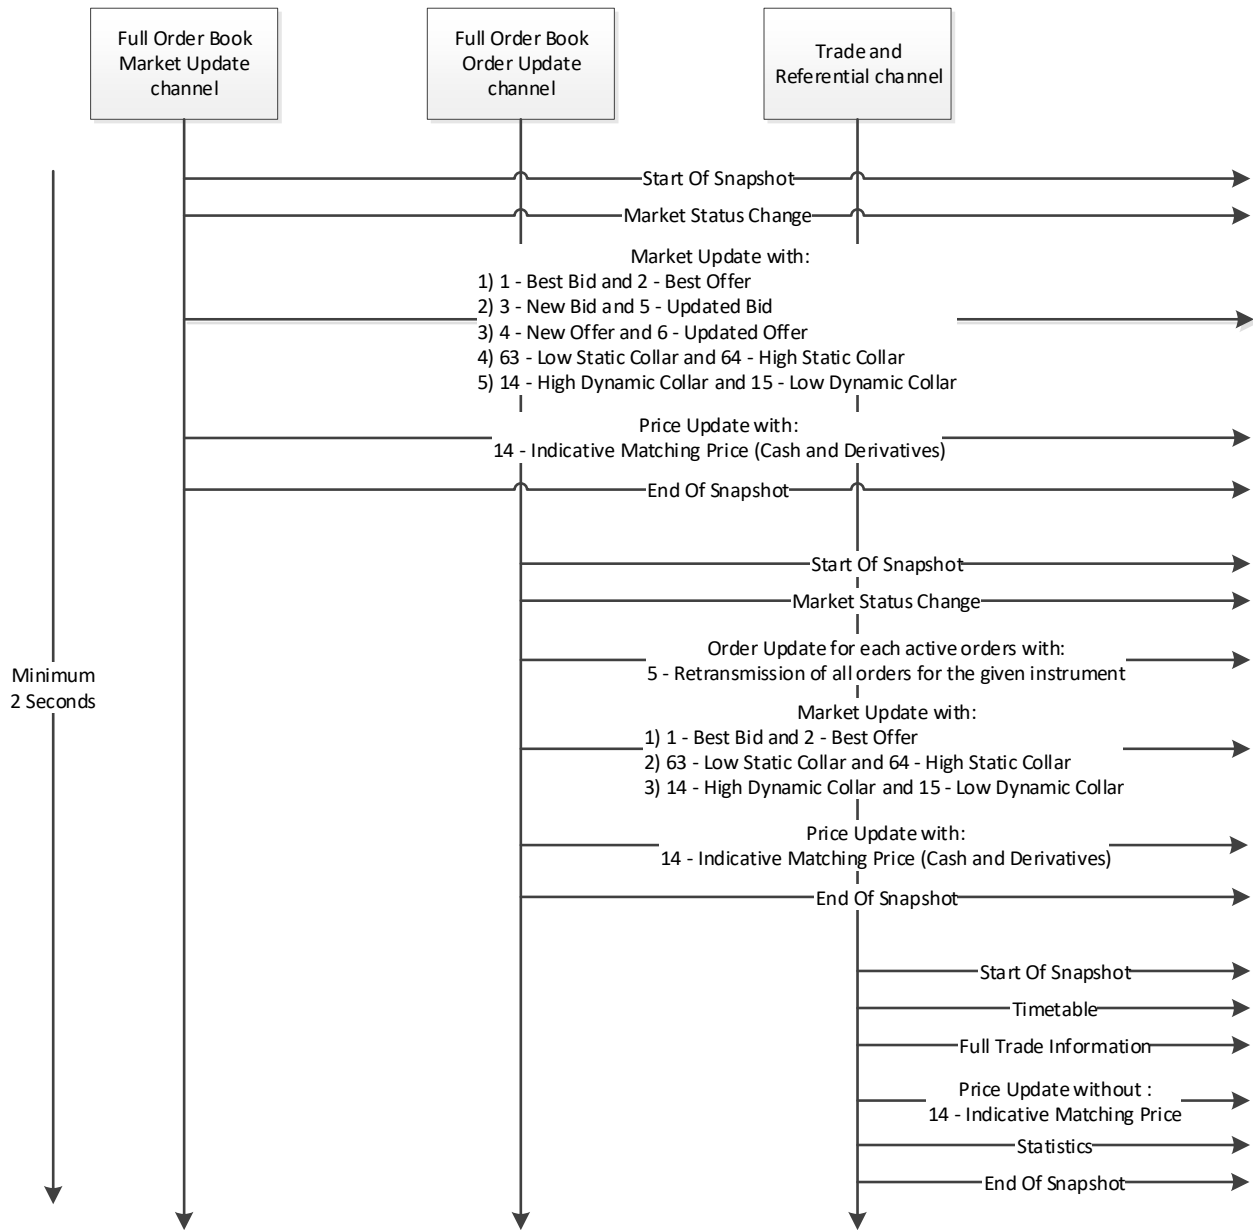 Full Order Book
Market Update
channel
Full Order Book
Order Update
channel
Trade and
Referential channel
Start Of Snapshot
Market Status Change
Market Update with:
1) 1 - Best Bid and 2 - Best Offer
2) 3 - New Bid and 5 - Updated Bid
3) 4 - New Offer and 6 - Updated Offer
4) 63 - Low Static Collar and 64 - High Static Collar
5) 14 - High Dynamic Collar and 15 - Low Dynamic Collar
Price Update with:
14 - Indicative Matching Price (Cash and Derivatives)
End Of Snapshot
Start Of Snapshot
Market Status Change
Order Update for each active orders with:
5 - Retransmission of all orders for the given instrument
Minimum
2 Seconds
Market Update with:
1) 1 - Best Bid and 2 - Best Offer
2) 63 - Low Static Collar and 64 - High Static Collar
3) 14 - High Dynamic Collar and 15 - Low Dynamic Collar
Price Update with:
14 - Indicative Matching Price (Cash and Derivatives)
End Of Snapshot
Start Of Snapshot
Timetable
Full Trade Information
Price Update without :
14 - Indicative Matching Price
Statistics
End Of Snapshot